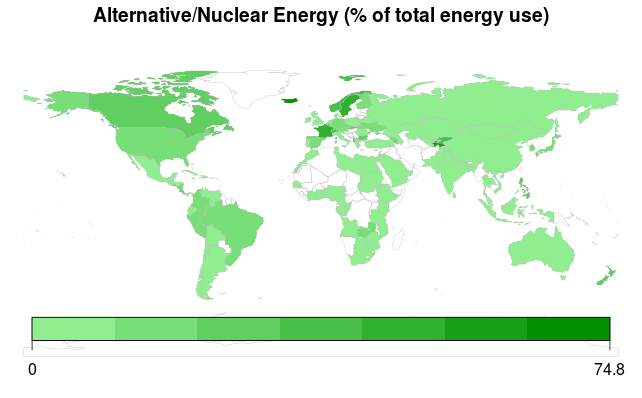 Alternative/Nuclear Energy (% of total energy use)
0
74.8